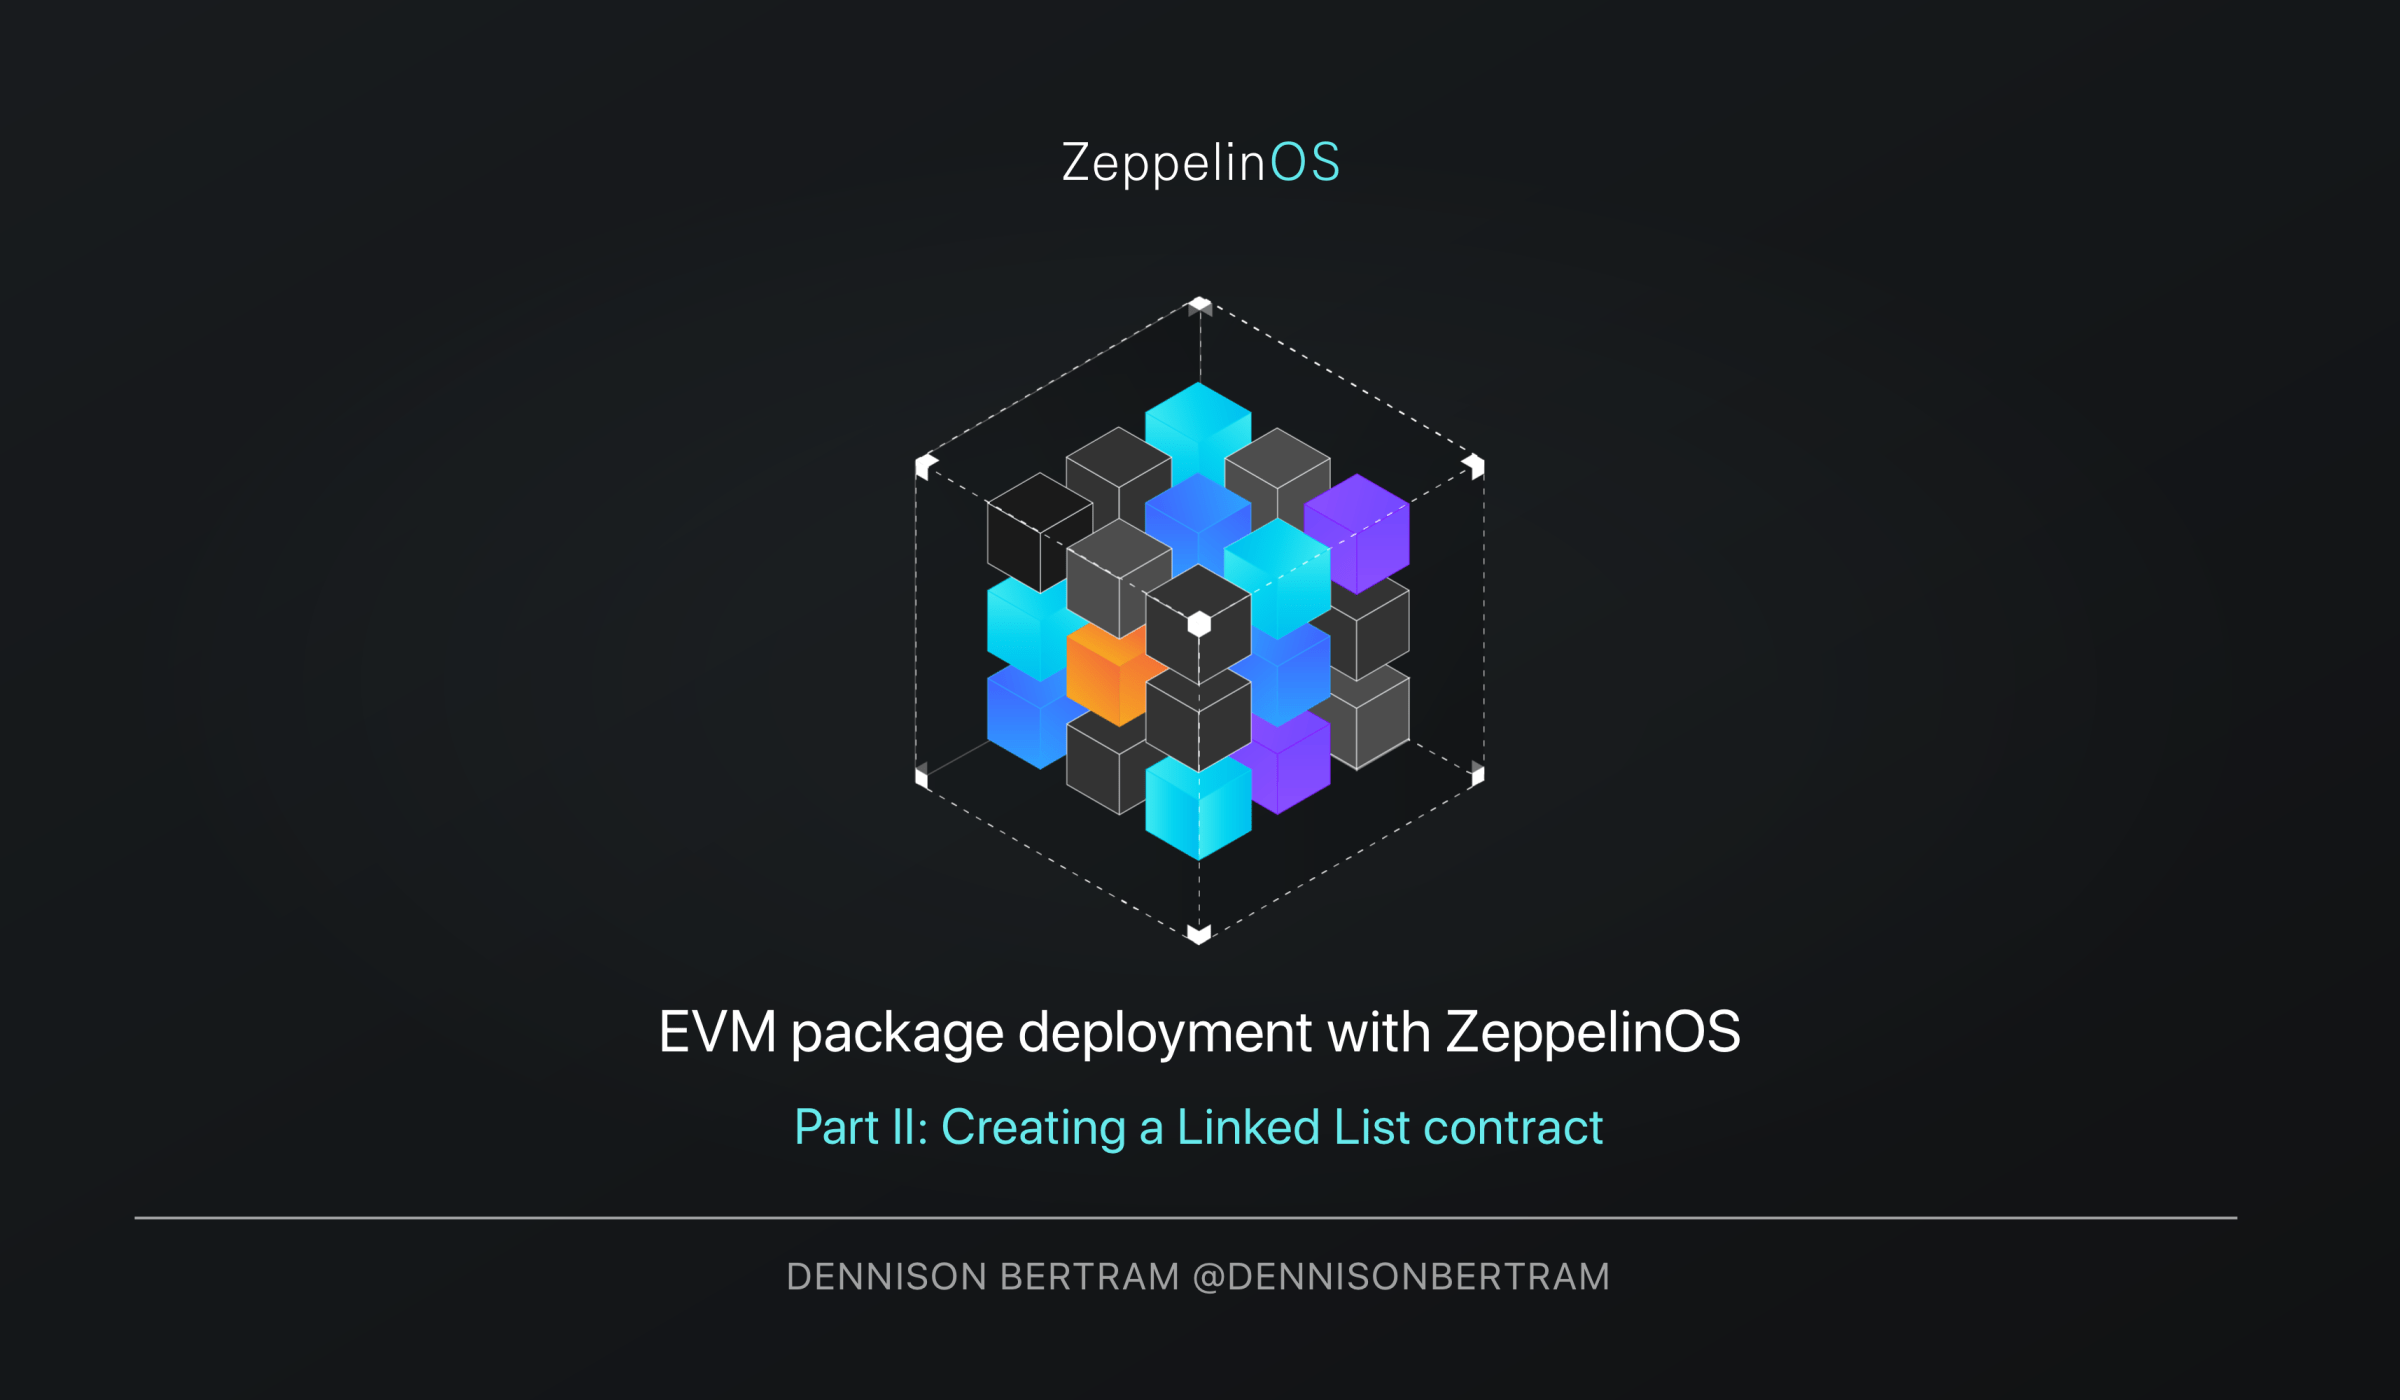 ZeppelinOS
EVM package deployment with ZeppelinOS
Part II: Creating a Linked List contract
DENNISON BERTRAM @DENNISONBERTRAM